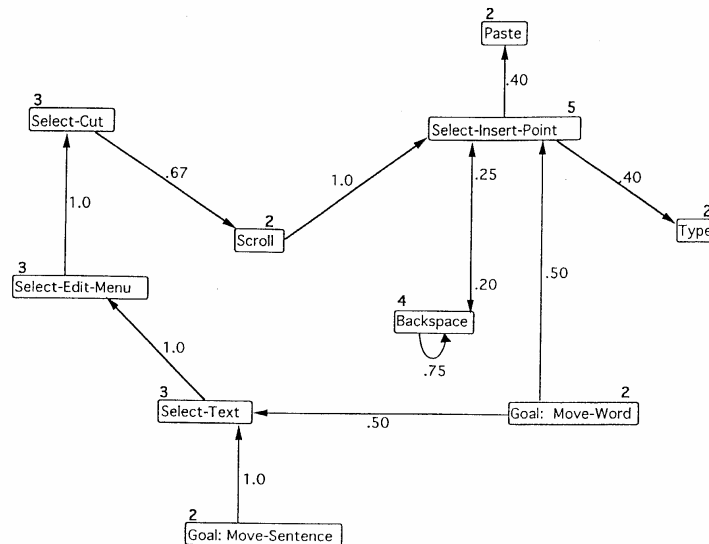 2
Paste
.40
3
Select-Cut
5
Select-Insert-Point
.67
1.0
.25
.40
1.0
2
Scroll
2
Type
3
Select-Edit-Menu
.50
.20
4
Backspace
1.0
.75
3
Select-Text
2
Goal: Move-Word
.50
1.0
2
Goal: Move-Sentence